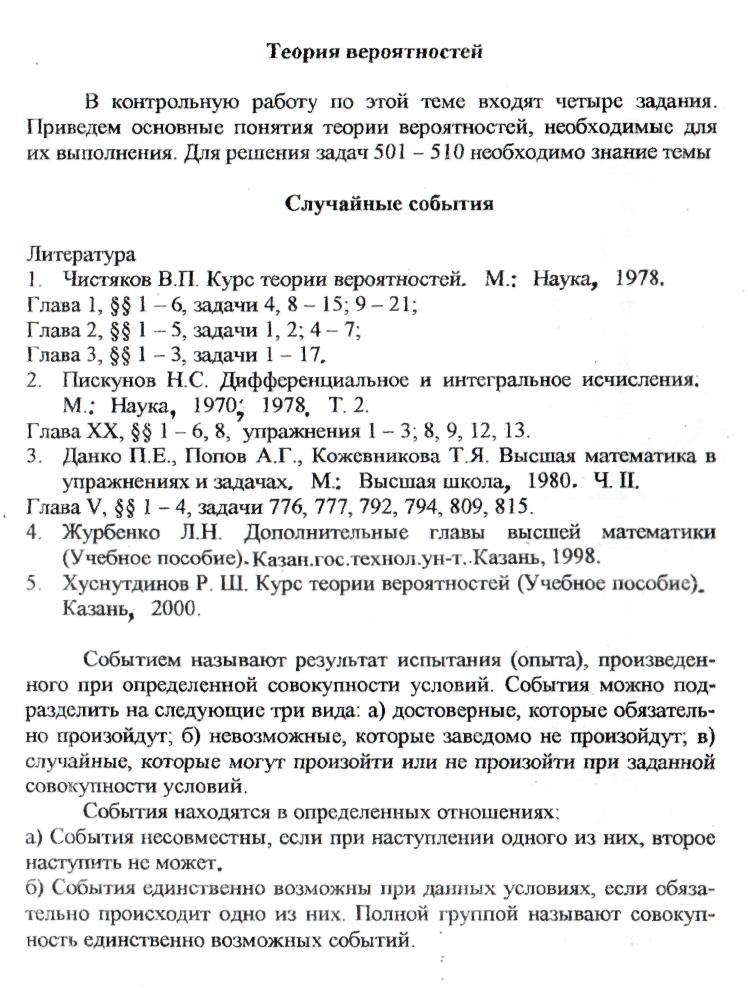 Теория вероятностей
В контрольную работу по этой теме входят четыре задания.
Приведем основные понятия теории вероятностей, необходимые для
их выполнения. Для решения задач 501 – 510 необходимо знание темы
Случайные события
Литература
1. Чистяков В.П. Курс теории вероятностей. М.: Наука, 1978.
Глава 1, §§ 1 – 6, задачи 4, 8 – 15; 9 – 21;
Глава 2, §§ 1 – 5, задачи 1, 2; 4 – 7;
Глава 3, §§ 1 – 3, задачи 1 – 17.
2. Пискунов Н.С. Дифференциальное и интегральное исчисления.
М.: Наука, 1970; 1978. Т. 2.
Глава XX, §§ 1 – 6, 8, упражнения 1 – 3; 8, 9, 12, 13.
3. Данко П.Е., Попов А.Г., Кожевникова Т.Я. Высшая математика в
упражнениях и задачах. М.: Высшая школа, 1980. Ч. II.
Глава V, §§ 1 – 4, задачи 776, 777, 792, 794, 809, 815.
4. Журбенко Л.Н. Дополнительные главы высшей математики
(Учебное пособие). Казан.гос.технол.ун-т. Казань, 1998.
5. Хуснутдинов Р. Ш. Курс теории вероятностей (Учебное пособие).
Казань, 2000.
Событием называют результат испытания (опыта), произведен-
ного при определенной совокупности условий. События можно под-
разделить на следующие три вида: а) достоверные, которые обязатель-
но произойдут; б) невозможные, которые заведомо не произойдут; в)
случайные, которые могут произойти или не произойти при заданной
совокупности условий.
События находятся в определенных отношениях:
а) События несовместны, если при наступлении одного из них, второе
наступить не может.
б) События единственно возможны при данных условиях, если обяза-
тельно происходит одно из них. Полной группой называют совокуп-
ность единственно возможных событий.